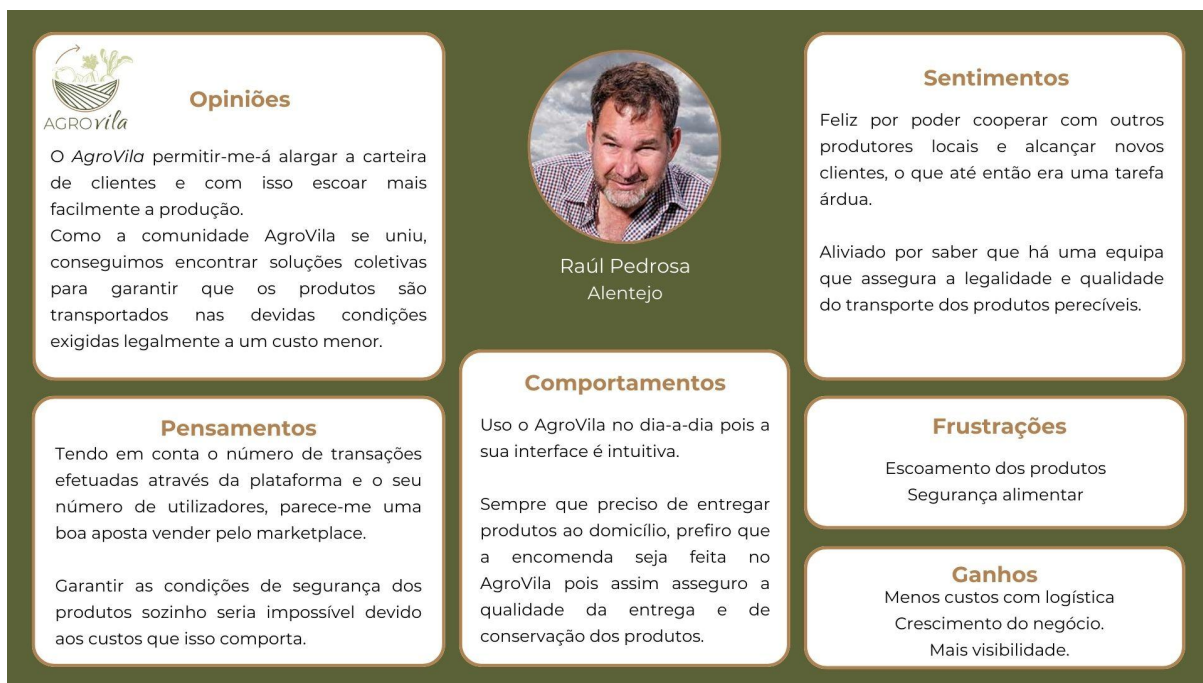 AGROvila
Opiniões
O AgroVila permitir-me-á alargar a carteira
de clientes e com isso escoar mais
facilmente a produção.
Como a comunidade AgroVila se uniu,
conseguimos encontrar soluções coletivas
para garantir que os produtos são
transportados nas devidas condições
exigidas legalmente a um custo menor.
Pensamentos
Tendo em conta o número de transações
efetuadas através da plataforma e o seu
número de utilizadores, parece-me uma
boa aposta vender pelo marketplace.
Garantir as condições de segurança dos
produtos sozinho seria impossível devido
aos custos que isso comporta.
Raúl Pedrosa
Alentejo
Comportamentos
Uso o AgroVila no dia-a-dia pois a
sua interface é intuitiva.
Sempre que preciso de entregar
produtos ao domicílio, prefiro que
a encomenda seja feita no
AgroVila pois assim asseguro a
qualidade da entrega e de
conservação dos produtos.
Sentimentos
Feliz por poder cooperar com outros
produtores locais e alcançar novos
clientes, o que até então era uma tarefa
árdua.
Aliviado por saber que há uma equipa
que assegura a legalidade e qualidade
do transporte dos produtos perecíveis.
Frustrações
Escoamento dos produtos
Segurança alimentar
Ganhos
Menos custos com logística
Crescimento do negócio.
Mais visibilidade.